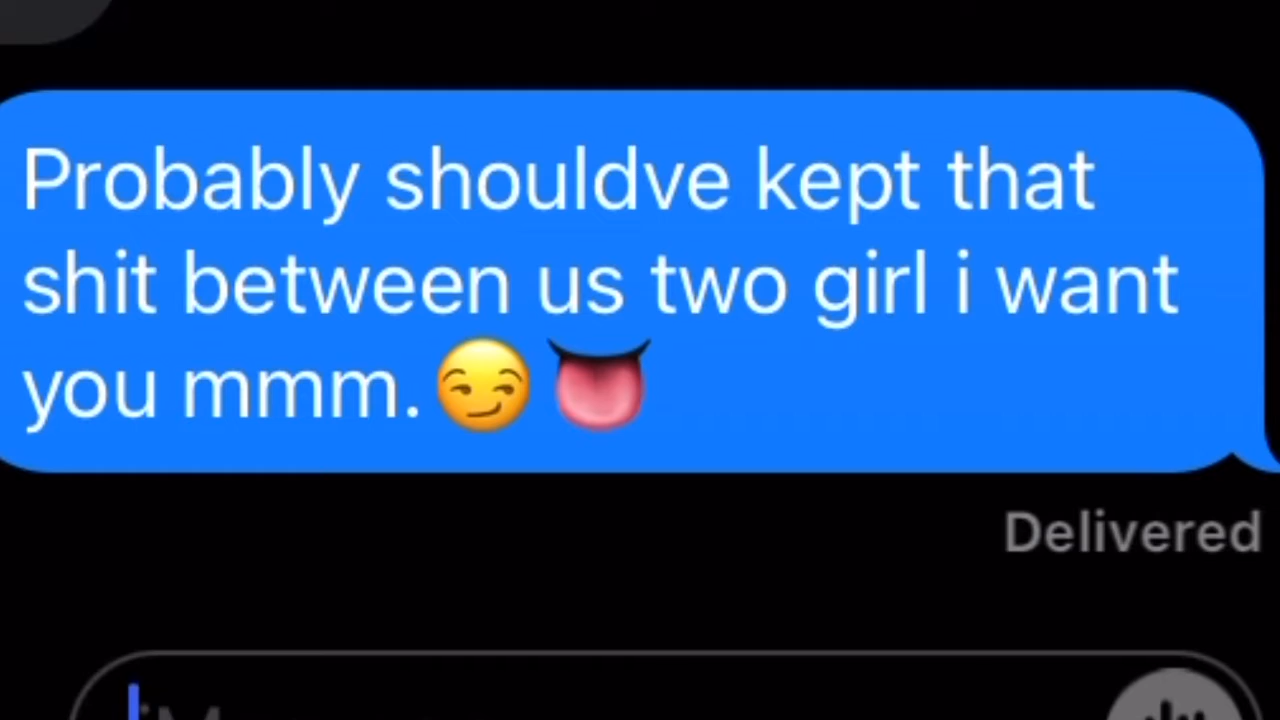 Probably shouldve kept that
shit between us two girl i want
you mmm.😏👅
Delivered